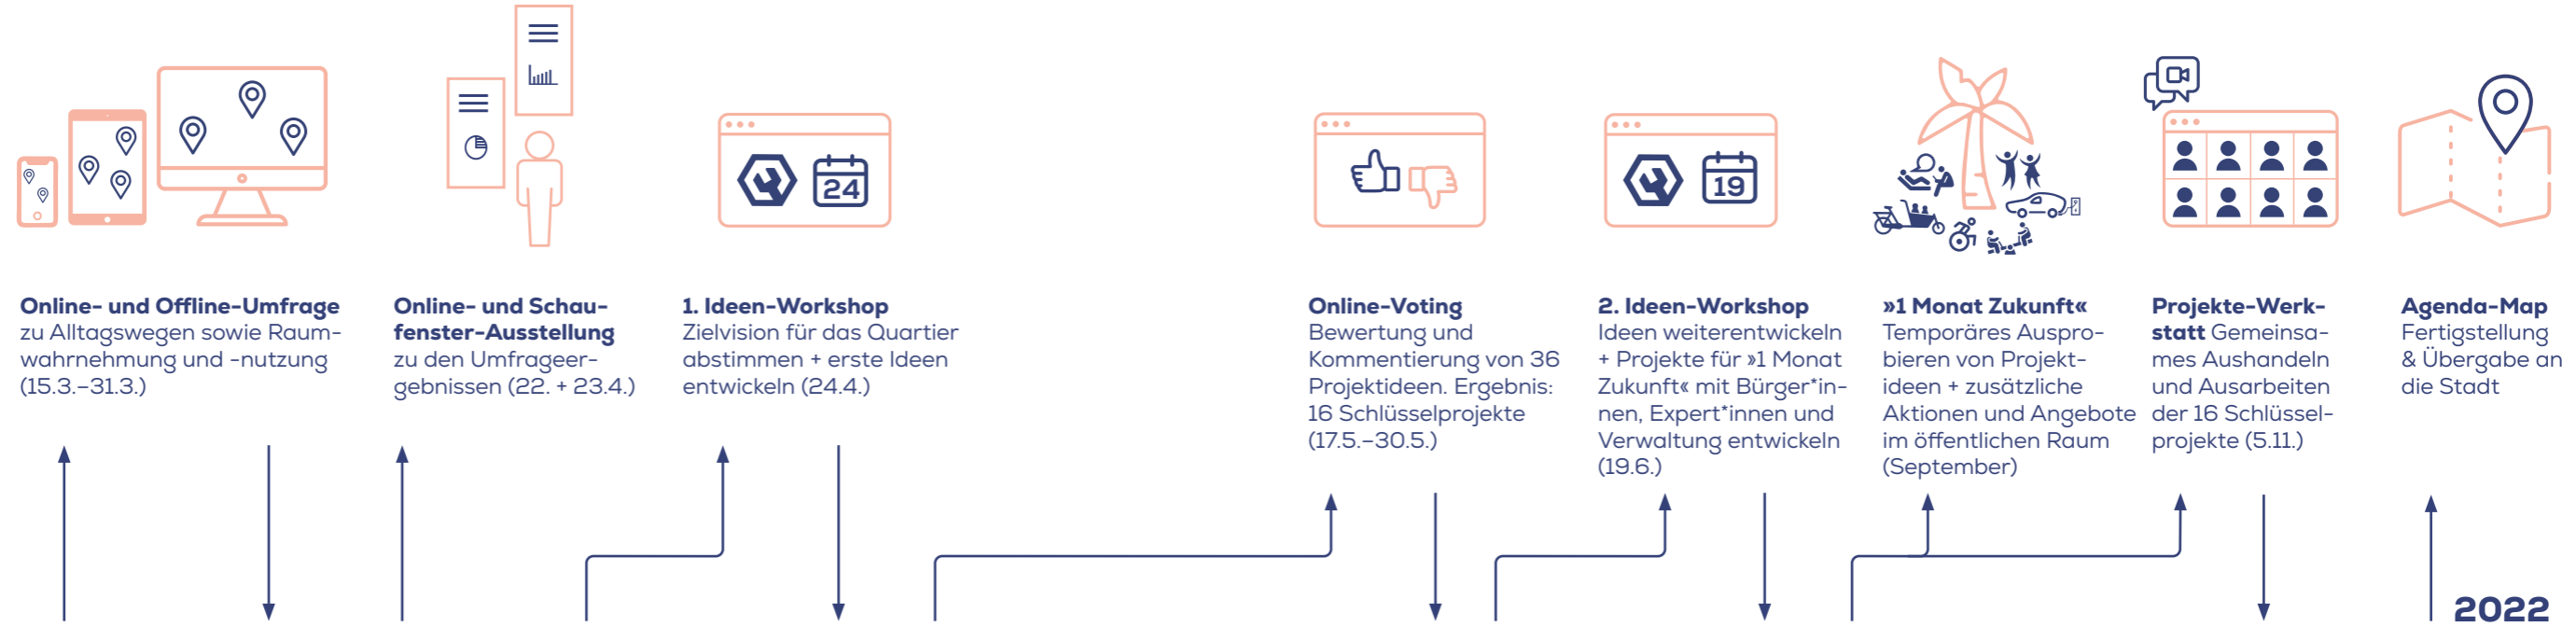 24
19
Online- und Offline-Umfrage
zu Alltagswegen sowie Raum-
wahrnehmung und -nutzung
(15.3.–31.3.)
Online- und Schau-
fenster-Ausstellung
zu den Umfrageer-
gebnissen (22. + 23.4.)
1. Ideen-Workshop
Zielvision für das Quartier
abstimmen + erste Ideen
entwickeln (24.4.)
Online-Voting
Bewertung und
Kommentierung von 36
Projektideen. Ergebnis:
16 Schlüsselprojekte
(17.5.–30.5.)
2. Ideen-Workshop
Ideen weiterentwickeln
+ Projekte für »1 Monat
Zukunft« mit Bürger*in-
nen, Expert*innen und
Verwaltung entwickeln
(19.6.)
»1 Monat Zukunft«
Temporäres Auspro-
bieren von Projekt-
ideen + zusätzliche
Aktionen und Angebote
im öffentlichen Raum
(September)
Projekte-Werk-
statt Gemeinsa-
mes Aushandeln
und Ausarbeiten
der 16 Schlüssel-
projekte (5.11.)
Agenda-Map
Fertigstellung
& Übergabe an
die Stadt
2022